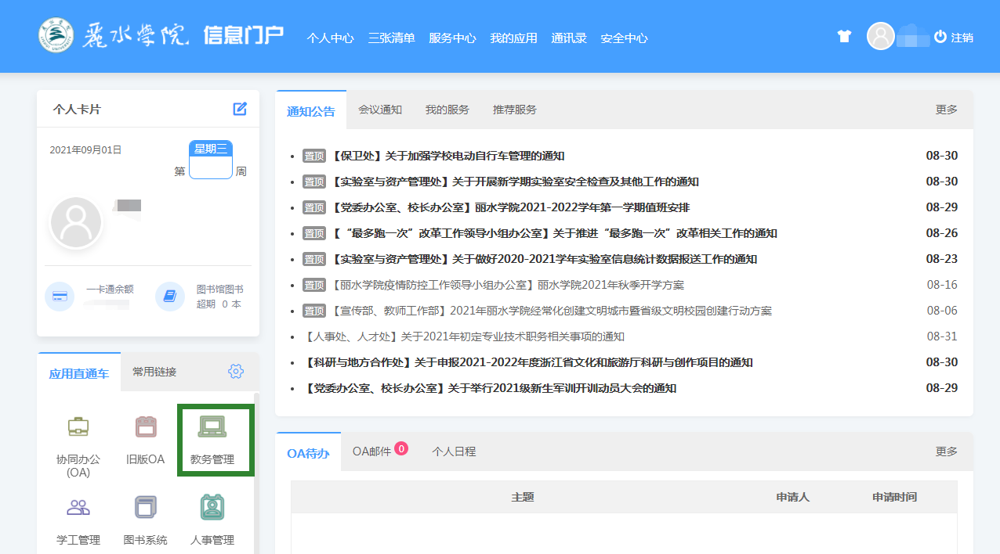 麗水学院 信息门户 个人中心 三张清单 服务中心 我的应用 通讯录 安全中心 注销
个人卡片
2021年09月01日
星期三
第 周
一卡通余额
图书馆图书
超期 0 本
应用直通车 常用链接
协同办公(OA) 旧版OA 教务管理
学工管理 图书系统 人事管理
通知公告 会议通知 我的服务 推荐服务 更多
置顶 【保卫处】关于加强学校电动自行车管理的通知 08-30
置顶 【实验室与资产管理处】关于开展新学期实验室安全检查及其他工作的通知 08-30
置顶 【党委办公室、校长办公室】丽水学院2021-2022学年第一学期值班安排 08-29
置顶 【“最多跑一次”改革工作领导小组办公室】关于推进“最多跑一次”改革相关工作的通知 08-26
置顶 【实验室与资产管理处】关于做好2020-2021学年实验室信息统计数据报送工作的通知 08-23
置顶 【丽水学院疫情防控工作领导小组办公室】丽水学院2021年秋季开学方案 08-16
置顶 【宣传部、教师工作部】2021年丽水学院经常化创建文明城市暨省级文明校园创建行动方案 08-06
【人事处、人才处】关于2021年初定专业技术职务相关事项的通知 08-31
【科研与地方合作处】关于申报2021-2022年度浙江省文化和旅游厅科研与创作项目的通知 08-30
【党委办公室、校长办公室】关于举行2021级新生军训开训动员大会的通知 08-29
OA待办 OA邮件 0 个人日程 更多
主题 申请人 申请时间